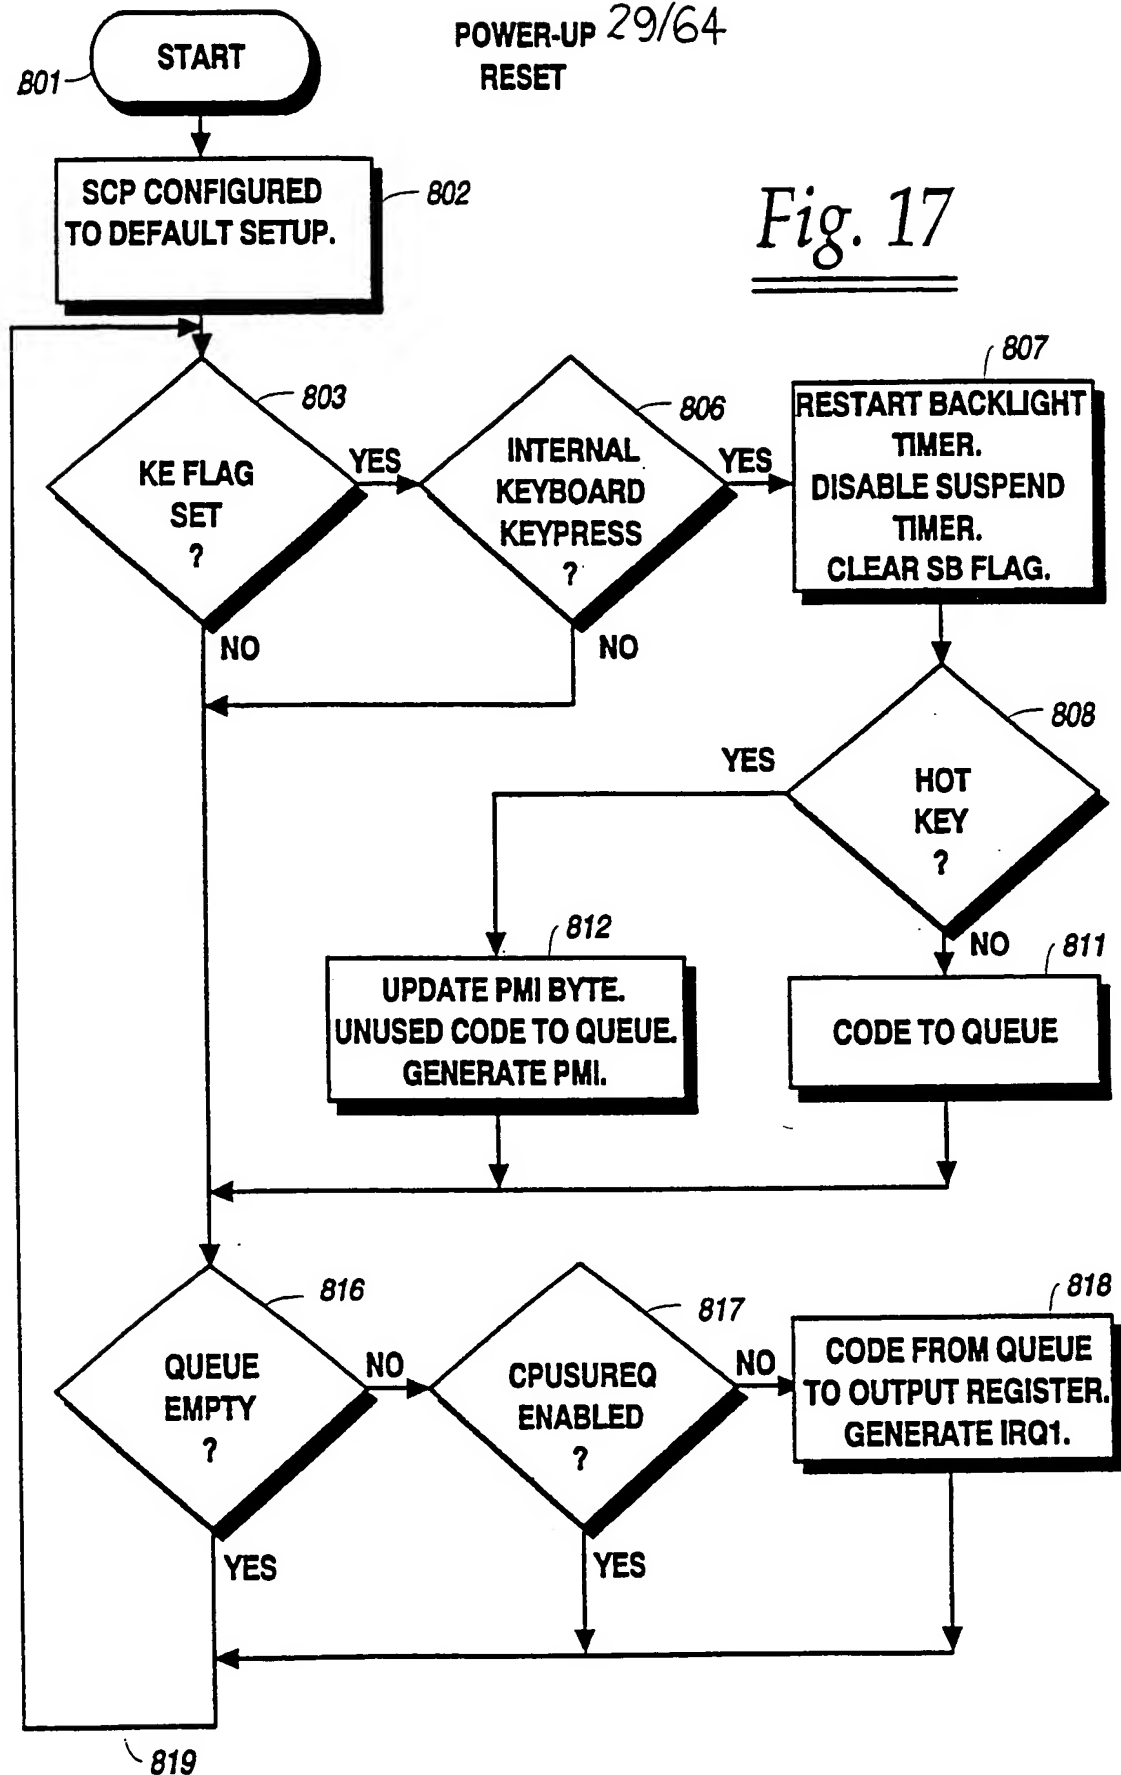 POWER-UP 29/64
RESET
START
801
SCP CONFIGURED
TO DEFAULT SETUP.
802
Fig. 17
KE FLAG
SET
?
803
YES
NO
INTERNAL
KEYBOARD
KEYPRESS
?
806
YES
NO
RESTART BACKLIGHT
TIMER.
DISABLE SUSPEND
TIMER.
CLEAR SB FLAG.
807
HOT
KEY
?
808
YES
NO
UPDATE PMI BYTE.
UNUSED CODE TO QUEUE.
GENERATE PMI.
812
CODE TO QUEUE
811
QUEUE
EMPTY
?
816
NO
YES
CPUSUREQ
ENABLED
?
817
NO
YES
CODE FROM QUEUE
TO OUTPUT REGISTER.
GENERATE IRQ1.
818
819